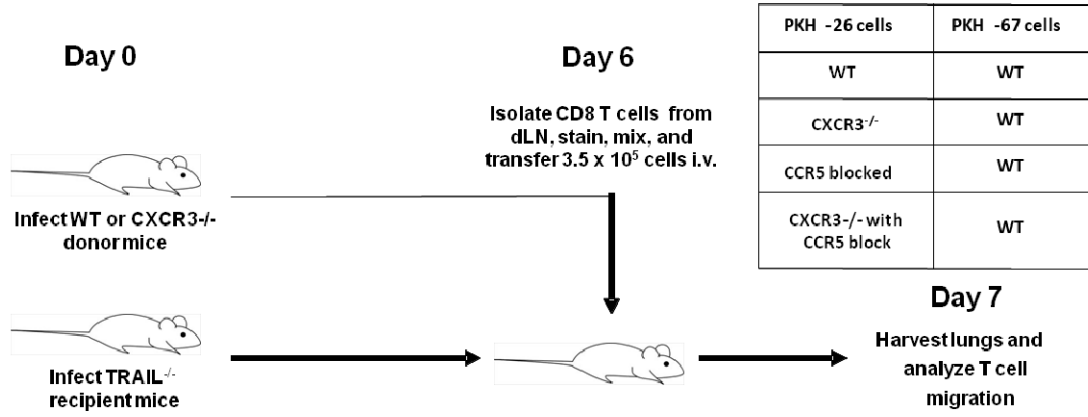 Day 0
Infect WT or CXCR3-/-
donor mice
Infect TRAIL-/-
recipient mice
Day 6
Isolate CD8 T cells from
dLN, stain, mix, and
transfer 3.5 x 10⁵ cells i.v.
PKH -26 cells PKH -67 cells
WT WT
CXCR3-/- WT
CCR5 blocked WT
CXCR3-/- with
CCR5 block WT
Day 7
Harvest lungs and
analyze T cell
migration